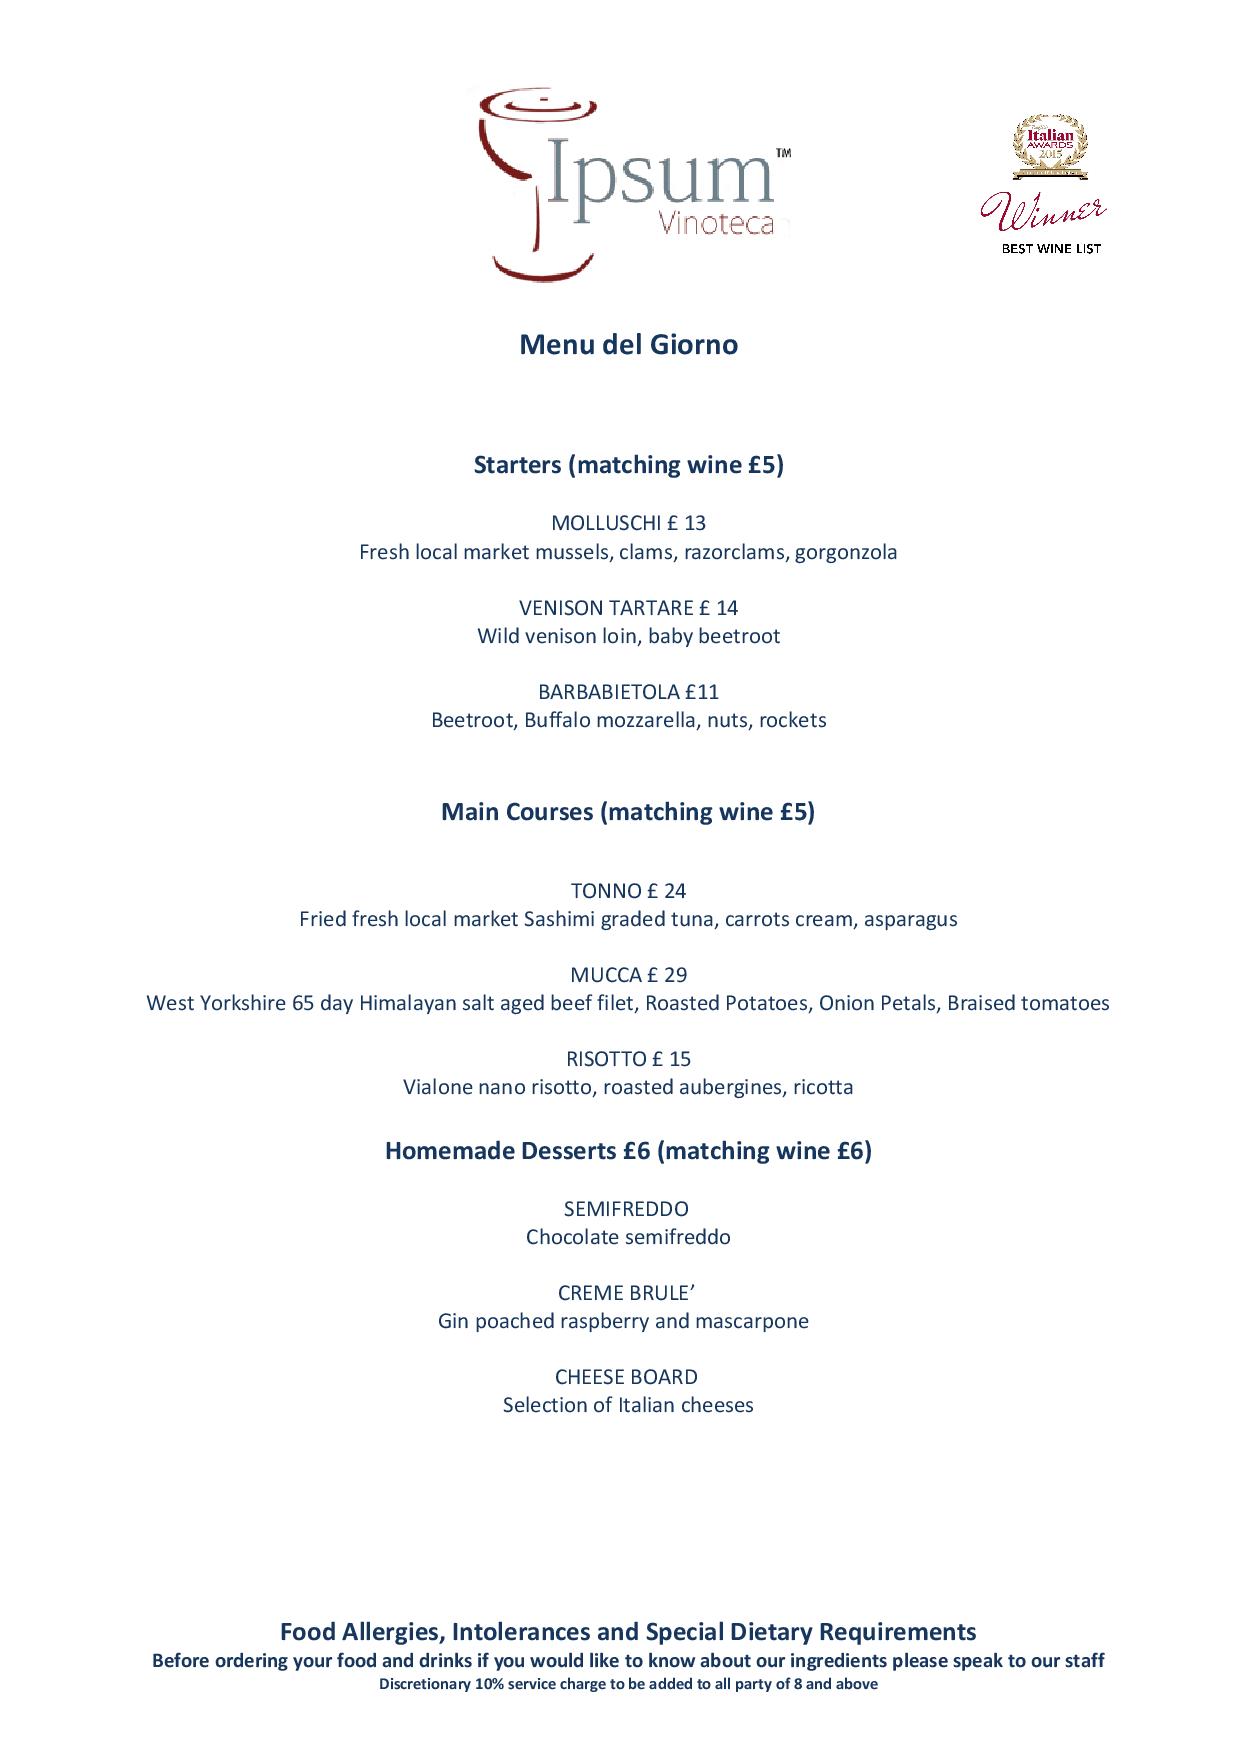 Ipsum™
Vinoteca
Italian
AWARDS
2015
Winner
BEST WINE LIST
Menu del Giorno
Starters (matching wine £5)
MOLLUSCHI £ 13
Fresh local market mussels, clams, razorclams, gorgonzola
VENISON TARTARE £ 14
Wild venison loin, baby beetroot
BARBABIETOLA £11
Beetroot, Buffalo mozzarella, nuts, rockets
Main Courses (matching wine £5)
TONNO £ 24
Fried fresh local market Sashimi graded tuna, carrots cream, asparagus
MUCCA £ 29
West Yorkshire 65 day Himalayan salt aged beef filet, Roasted Potatoes, Onion Petals, Braised tomatoes
RISOTTO £ 15
Vialone nano risotto, roasted aubergines, ricotta
Homemade Desserts £6 (matching wine £6)
SEMIFREDDO
Chocolate semifreddo
CREME BRULE’
Gin poached raspberry and mascarpone
CHEESE BOARD
Selection of Italian cheeses
Food Allergies, Intolerances and Special Dietary Requirements
Before ordering your food and drinks if you would like to know about our ingredients please speak to our staff
Discretionary 10% service charge to be added to all party of 8 and above